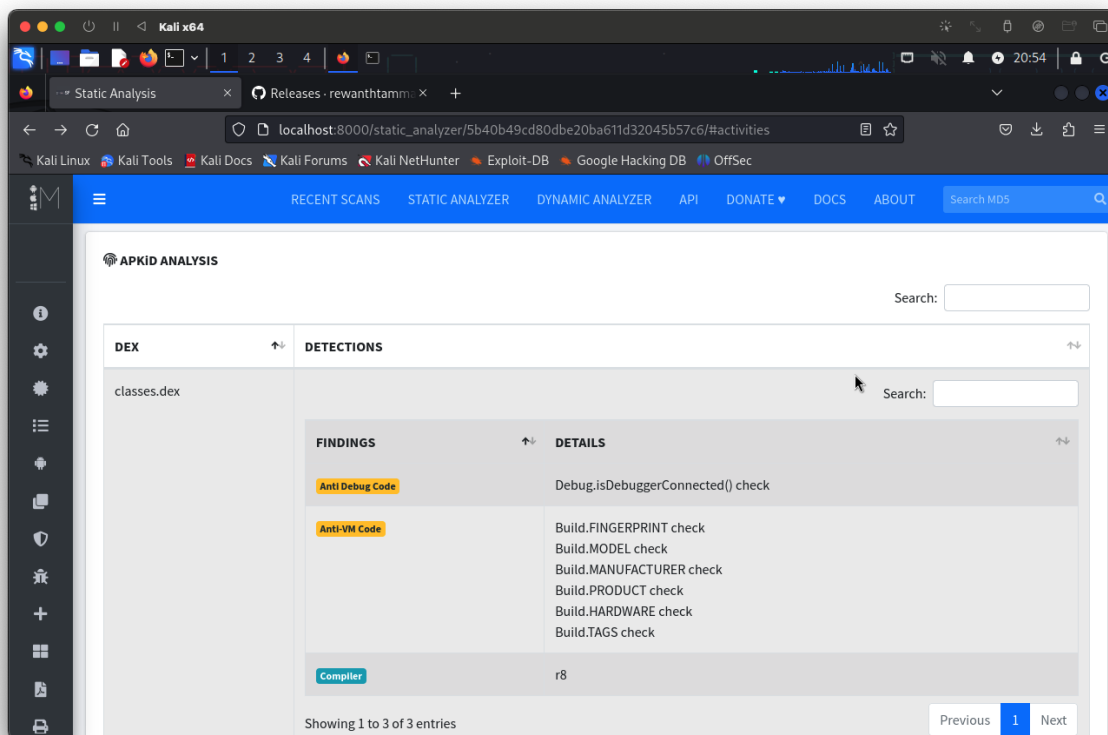 Kali x64
1 2 3 4
20:54
Static Analysis
Releases · rewanthtamma
localhost:8000/static_analyzer/5b40b49cd80dbe20ba611d32045b57c6/#activities
Kali Linux Kali Tools Kali Docs Kali Forums Kali NetHunter Exploit-DB Google Hacking DB OffSec
M RECENT SCANS STATIC ANALYZER DYNAMIC ANALYZER API DONATE ♥ DOCS ABOUT Search MD5
APKiD ANALYSIS
Search:
DEX DETECTIONS
classes.dex
Search:
FINDINGS DETAILS
Anti Debug Code Debug.isDebuggerConnected() check
Anti-VM Code Build.FINGERPRINT check
Build.MODEL check
Build.MANUFACTURER check
Build.PRODUCT check
Build.HARDWARE check
Build.TAGS check
Compiler r8
Showing 1 to 3 of 3 entries
Previous 1 Next